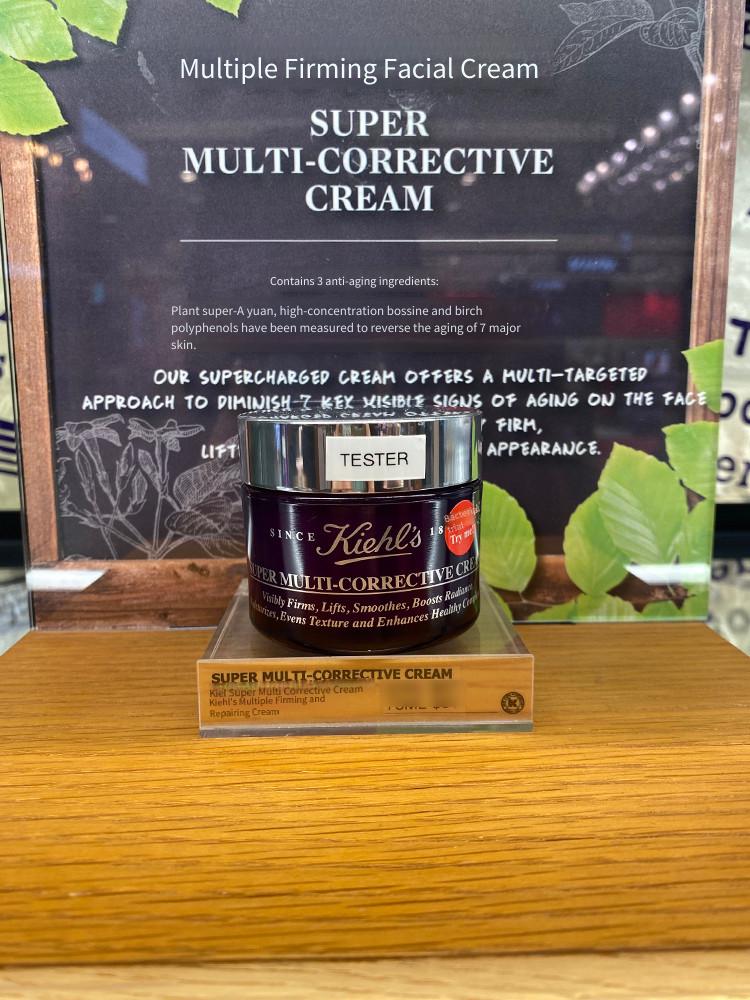 Multiple Firming Facial Cream
SUPER
MULTI-CORRECTIVE
CREAM
Contains 3 anti-aging ingredients:
Plant super-A yuan, high-concentration bossine and birch
polyphenols have been measured to reverse the aging of 7 major
skin.
OUR SUPERCHARGED CREAM OFFERS A MULTI-TARGETED
APPROACH TO DIMINISH 7 KEY VISIBLE SIGNS OF AGING ON THE FACE
FIRM,
APPEARANCE.
TESTER
SINCE Kiehl's
Try me!
SUPER MULTI-CORRECTIVE
Visibly Firms, Lifts, Smoothes, Boosts Radiance
Evens Texture and Enhances Healthy
SUPER MULTI-CORRECTIVE CREAM
Kiel Super Multi Corrective Cream
Kiehl's Multiple Firming and
Repairing Cream